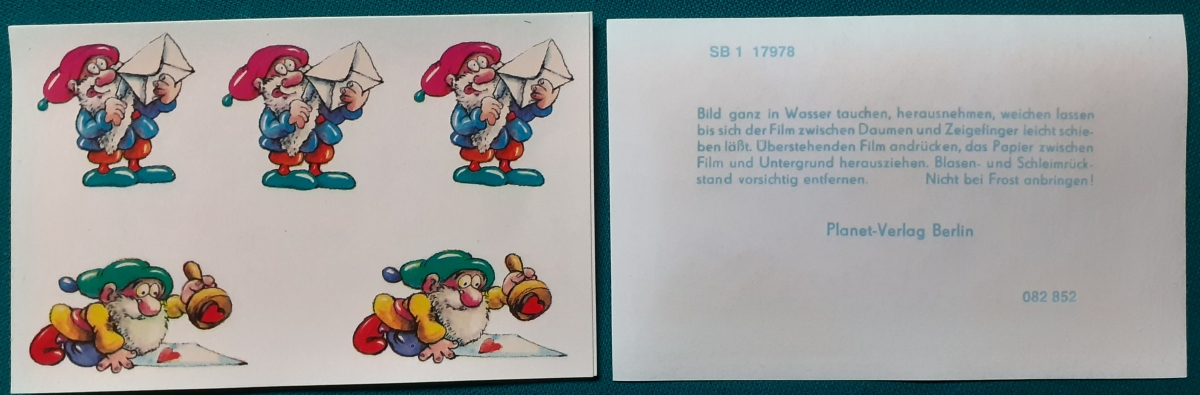 SB 1 17978
Bild ganz in Wasser tauchen, herausnehmen, weichen lassen
bis sich der Film zwischen Daumen und Zeigefinger leicht schie-
ben läßt. Überstehenden Film andrücken, das Papier zwischen
Film und Untergrund herausziehen. Blasen- und Schleimrück-
stand vorsichtig entfernen. Nicht bei Frost anbringen!
Planet-Verlag Berlin
082 852